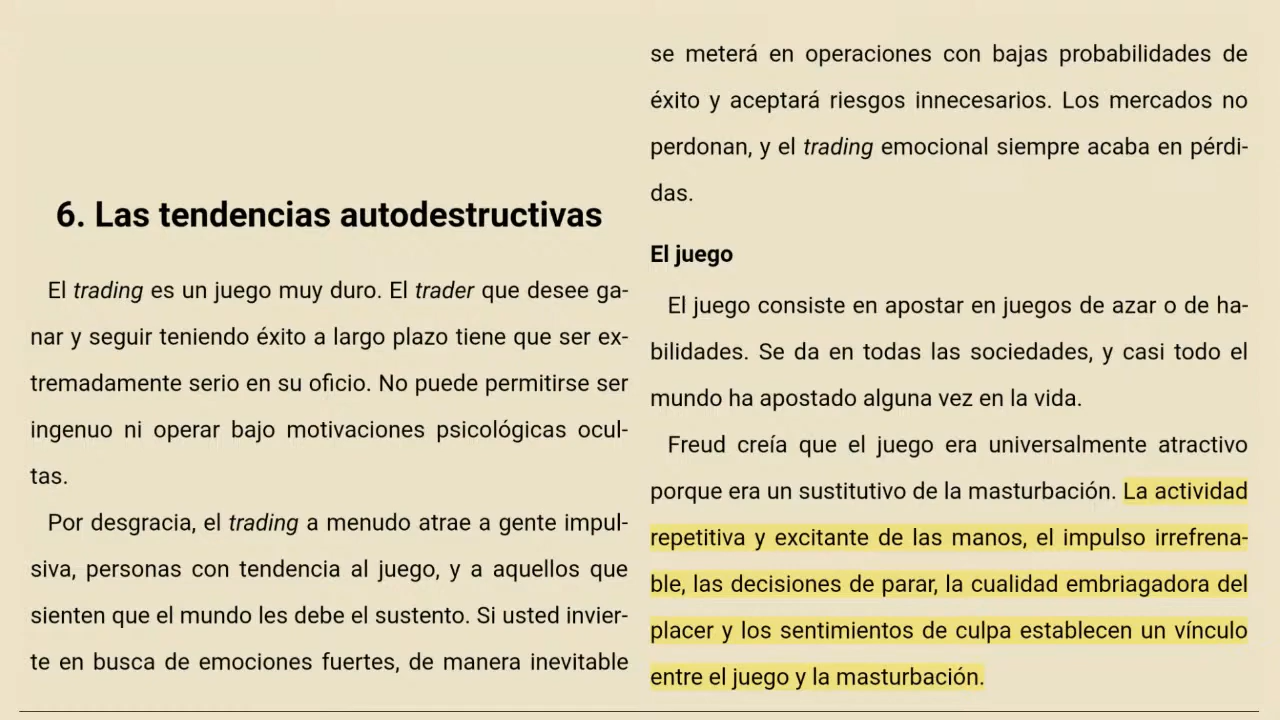 6. Las tendencias autodestructivas
El trading es un juego muy duro. El trader que desee ga-
nar y seguir teniendo éxito a largo plazo tiene que ser ex-
tremadamente serio en su oficio. No puede permitirse ser
ingenuo ni operar bajo motivaciones psicológicas ocul-
tas.
Por desgracia, el trading a menudo atrae a gente impul-
siva, personas con tendencia al juego, y a aquellos que
sienten que el mundo les debe el sustento. Si usted invier-
te en busca de emociones fuertes, de manera inevitable
se meterá en operaciones con bajas probabilidades de
éxito y aceptará riesgos innecesarios. Los mercados no
perdonan, y el trading emocional siempre acaba en pérdi-
das.
El juego
El juego consiste en apostar en juegos de azar o de ha-
bilidades. Se da en todas las sociedades, y casi todo el
mundo ha apostado alguna vez en la vida.
Freud creía que el juego era universalmente atractivo
porque era un sustitutivo de la masturbación. La actividad
repetitiva y excitante de las manos, el impulso irrefrena-
ble, las decisiones de parar, la cualidad embriagadora del
placer y los sentimientos de culpa establecen un vínculo
entre el juego y la masturbación.